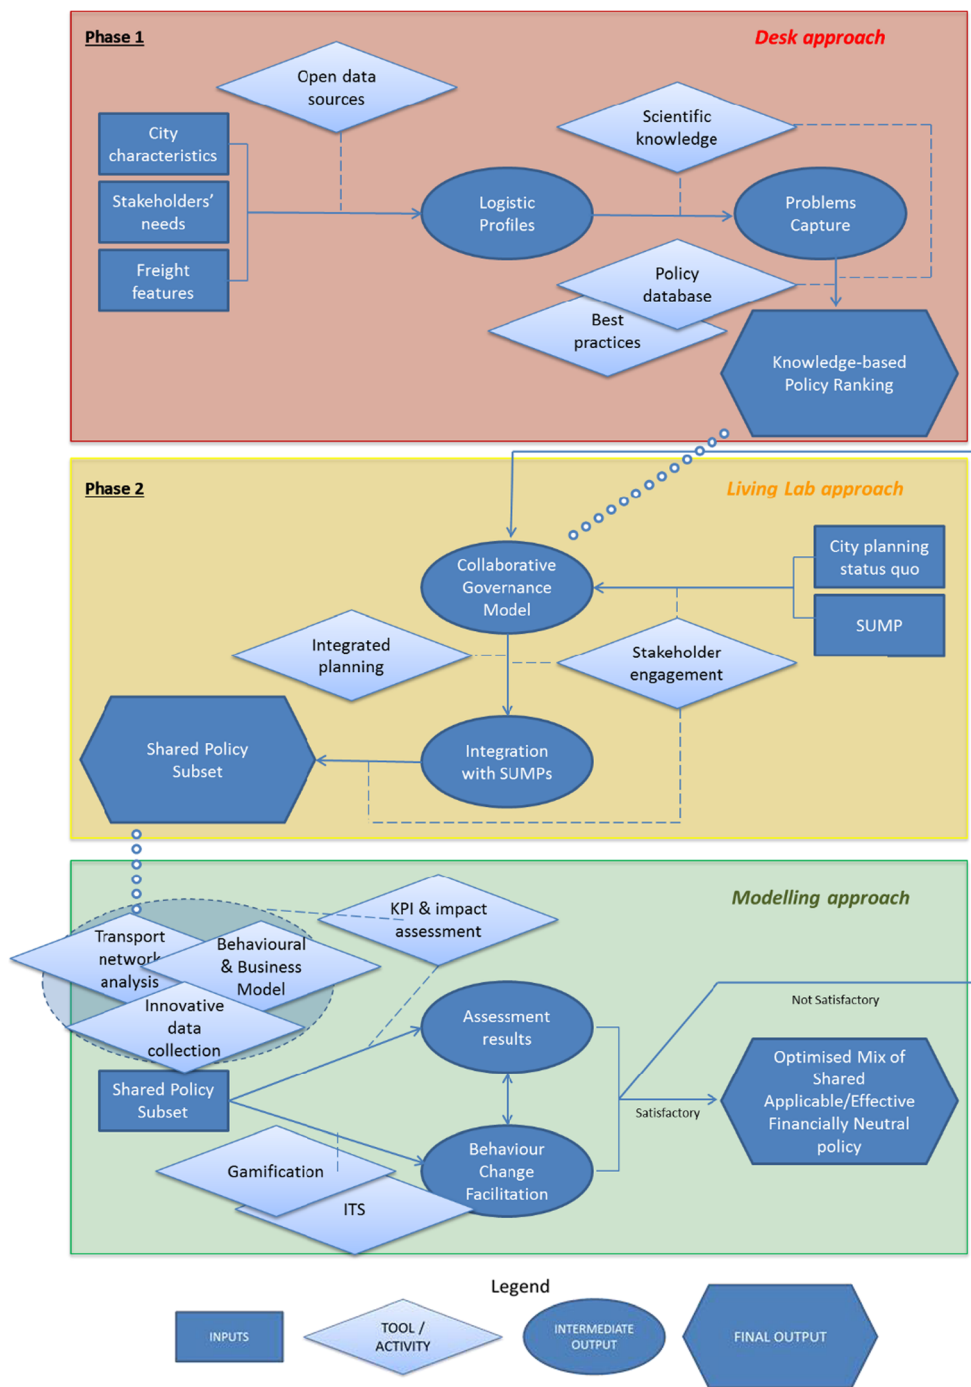 Phase 1
Desk approach
Open data
sources
Scientific
knowledge
City
characteristics
Stakeholders'
needs
Freight
features
Logistic
Profiles
Problems
Capture
Policy
database
Best
practices
Knowledge-based
Policy Ranking
Phase 2
Living Lab approach
City planning
status quo
SUMP
Collaborative
Governance
Model
Integrated
planning
Stakeholder
engagement
Shared Policy
Subset
Integration
with SUMPs
Modelling approach
KPI & impact
assessment
Transport
network
analysis
Behavioural
& Business
Model
Innovative
data
collection
Assessment
results
Not Satisfactory
Shared Policy
Subset
Satisfactory
Optimised Mix of
Shared
Applicable/Effective
Financially Neutral
policy
Behaviour
Change
Facilitation
Gamification
ITS
Legend
INPUTS
TOOL /
ACTIVITY
INTERMEDIATE
OUTPUT
FINAL OUTPUT